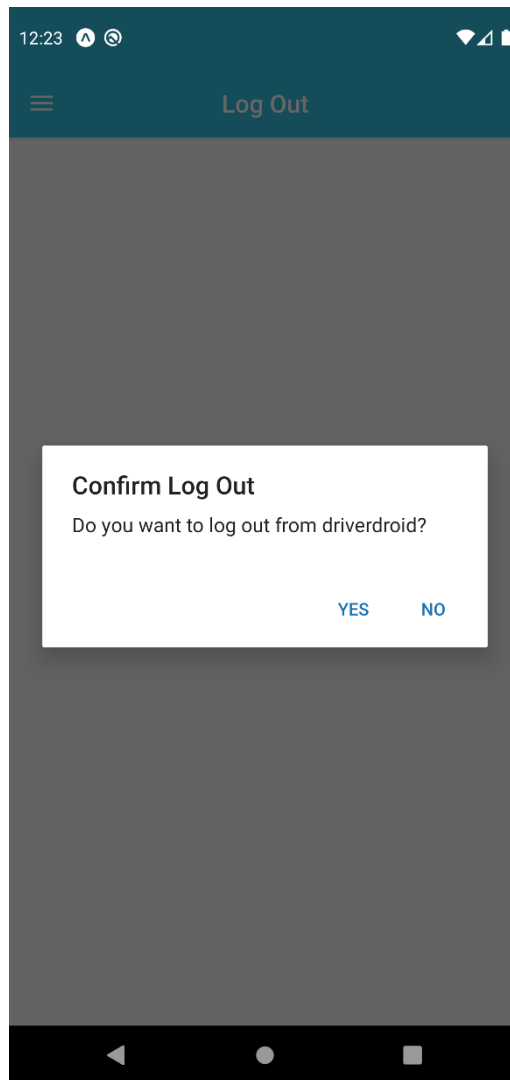 12:23
Log Out
Confirm Log Out
Do you want to log out from driverdroid?
YES NO